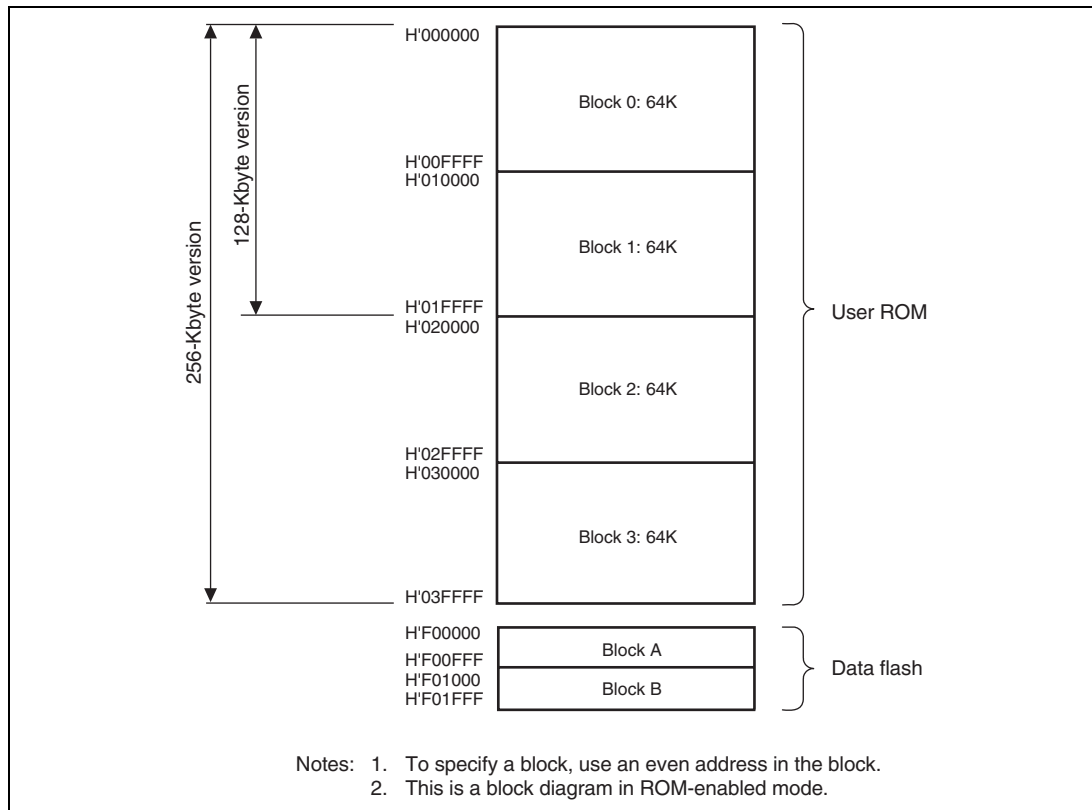 H'000000
Block 0: 64K
H'00FFFF
H'010000
128-Kbyte version
Block 1: 64K
H'01FFFF
H'020000
User ROM
256-Kbyte version
Block 2: 64K
H'02FFFF
H'030000
Block 3: 64K
H'03FFFF
H'F00000
Block A
H'F00FFF
Data flash
H'F01000
Block B
H'F01FFF
Notes: 1. To specify a block, use an even address in the block.
2. This is a block diagram in ROM-enabled mode.